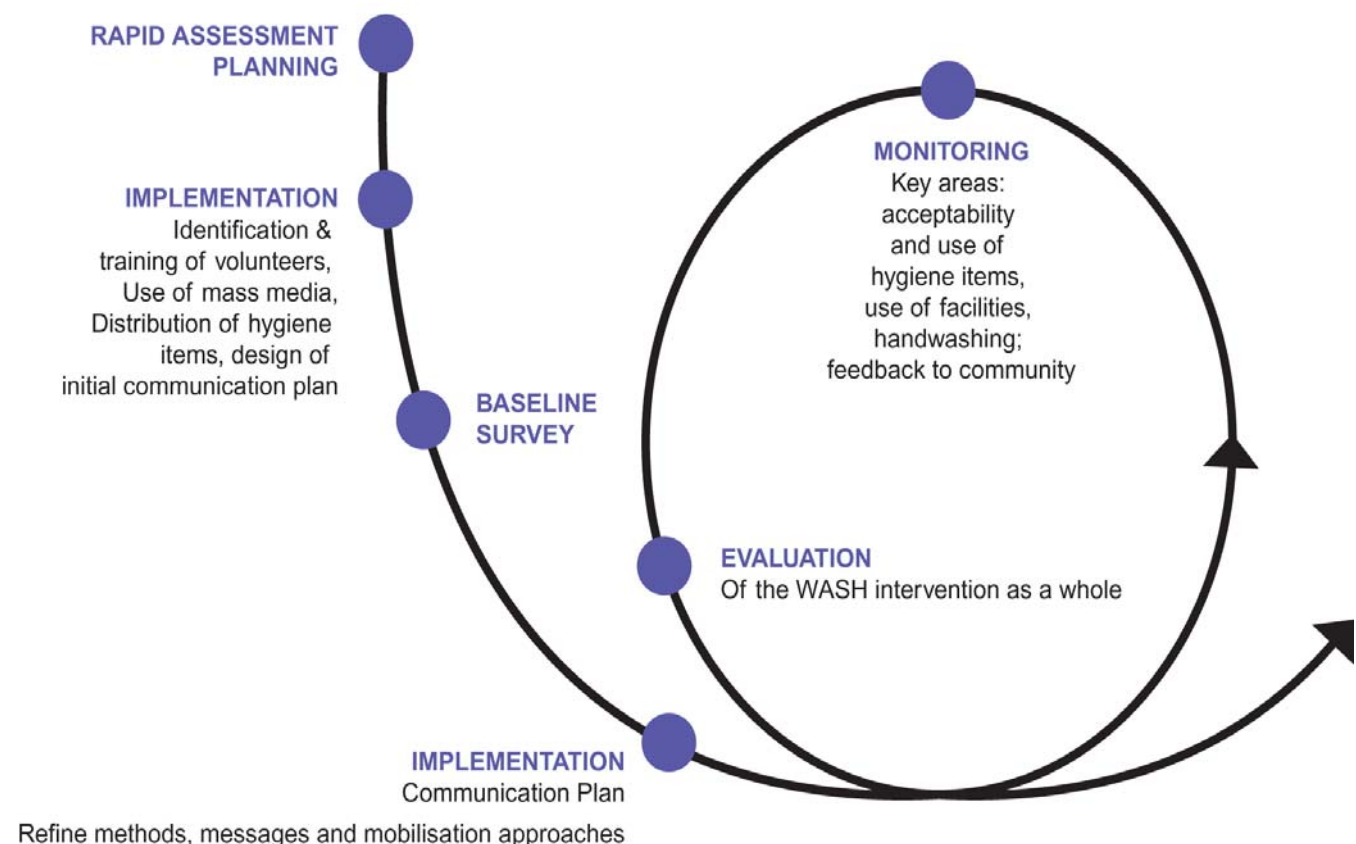 RAPID ASSESSMENT
PLANNING
IMPLEMENTATION
Identification &
training of volunteers,
Use of mass media,
Distribution of hygiene
items, design of
initial communication plan
BASELINE
SURVEY
IMPLEMENTATION
Communication Plan
Refine methods, messages and mobilisation approaches
MONITORING
Key areas:
acceptability
and use of
hygiene items,
use of facilities,
handwashing;
feedback to community
EVALUATION
Of the WASH intervention as a whole